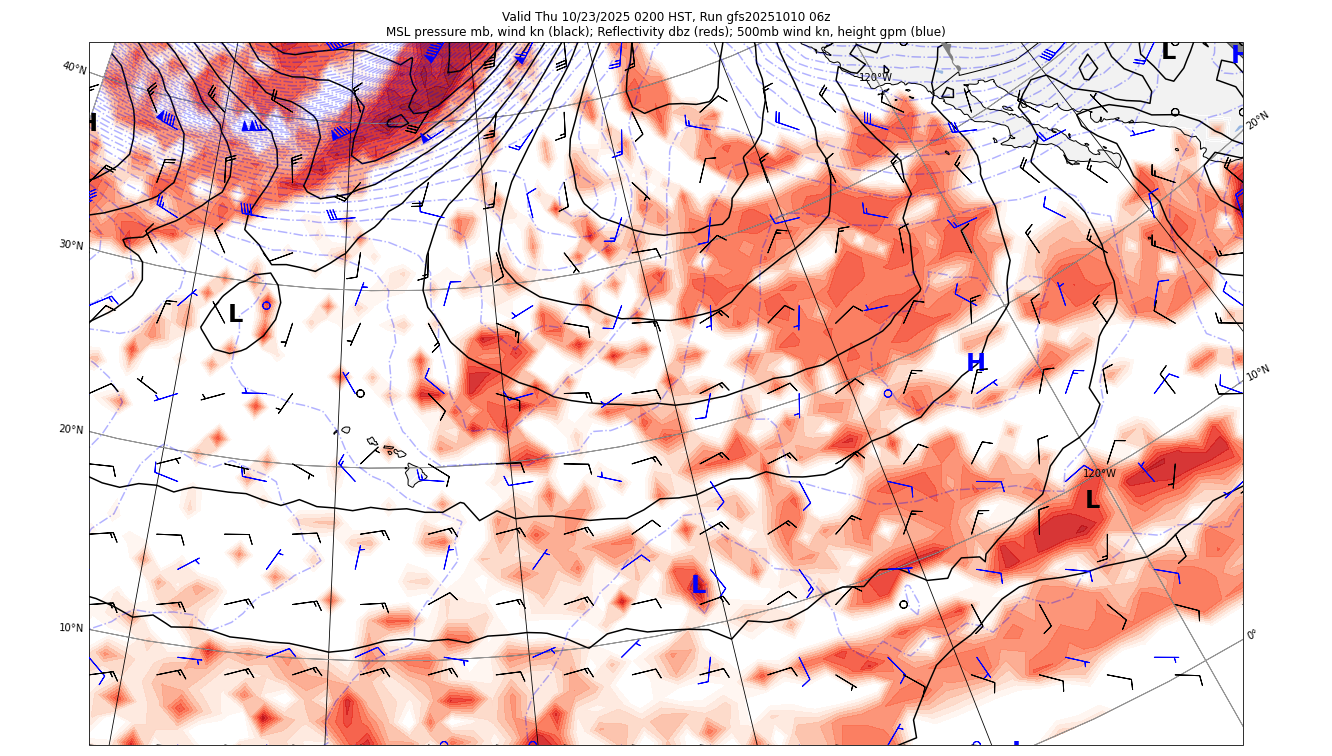 Valid Thu 10/23/2025 0200 HST, Run gfs20251010 06z
MSL pressure mb, wind kn (black); Reflectivity dbz (reds); 500mb wind kn, height gpm (blue)
L
H
40°N
120°W
H
20°N
30°N
L
H
10°N
20°N
120°W
L
L
10°N
0°
L